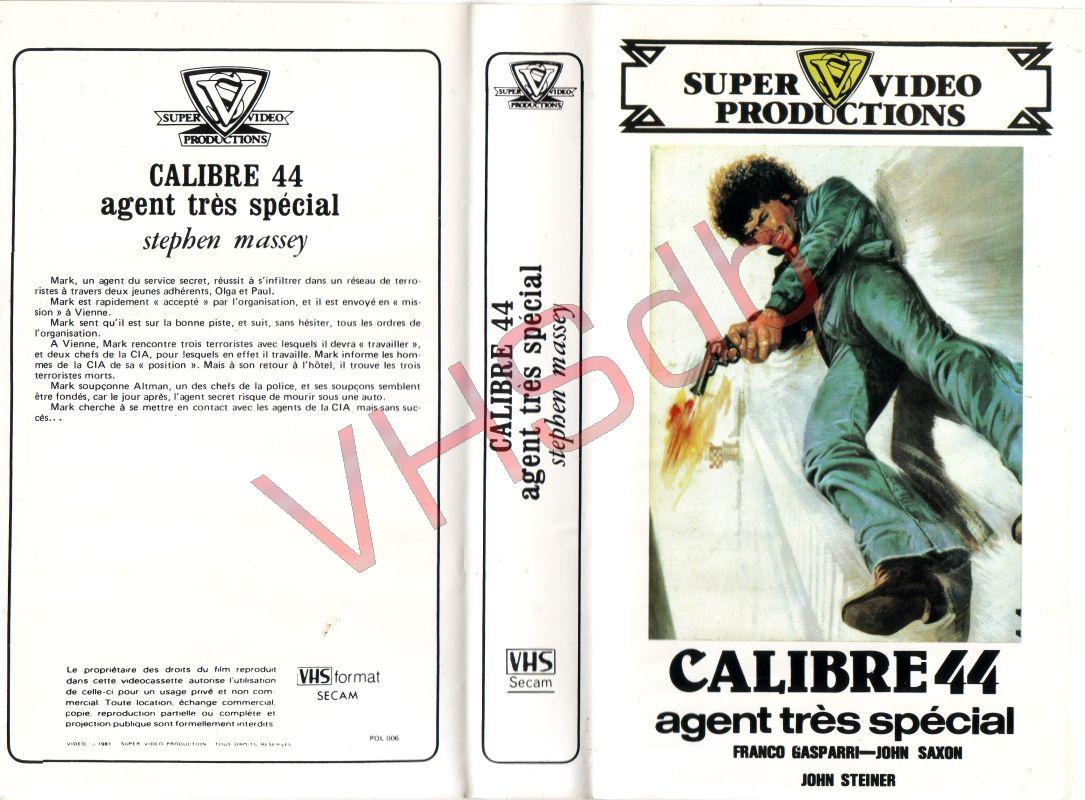 SUPER VIDEO
PRODUCTIONS
CALIBRE 44
agent très spécial
stephen massey
Mark, un agent du service secret, réussit à s'infiltrer dans un réseau de terro-
ristes à travers deux jeunes adhérents, Olga et Paul.
Mark est rapidement « accepté » par l'organisation, et il est envoyé en « mis-
sion » à Vienne.
Mark sent qu'il est sur la bonne piste, et suit, sans hésiter, tous les ordres de
l'organisation.
A Vienne, Mark rencontre trois terroristes avec lesquels il devra « travailler »,
et deux chefs de la CIA, pour lesquels en effet il travaille. Mark informe les hom-
mes de la CIA de sa « position ». Mais à son retour à l'hôtel, il trouve les trois
terroristes morts.
Mark soupçonne Altman, un des chefs de la police, et ses soupçons semblent
être fondés, car le jour après, l'agent secret risque de mourir sous une auto.
Mark cherche à se mettre en contact avec les agents de la CIA, mais sans suc-
cès...
Le propriétaire des droits du film reproduit
dans cette videocassette autorise l'utilisation
de celle-ci pour un usage privé et non com-
mercial. Toute location, échange commercial,
copie, reproduction partielle ou complète et
projection publique sont formellement interdits
VHS format
SECAM
VIDEO 1981 SUPER VIDEO PRODUCTION TOUS DROITS RESERVES
POL 006
SUPER VIDEO
PRODUCTIONS
CALIBRE 44
agent très spécial
stephen massey
VHS
Secam
SUPER VIDEO
PRODUCTIONS
CALIBRE 44
agent très spécial
FRANCO GASPARRI—JOHN SAXON
JOHN STEINER
VHSdb